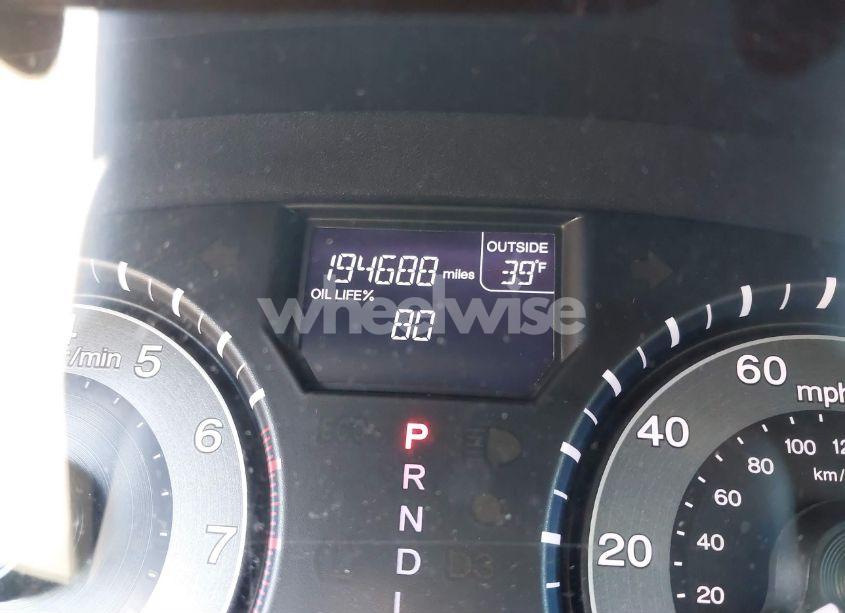 OUTSIDE
194688 miles 39°F
OIL LIFE%
80
wheelwise
/min 5
6
7
P
R
N
D
D3
60 mph
40
20
100
80
60 km/
40
20